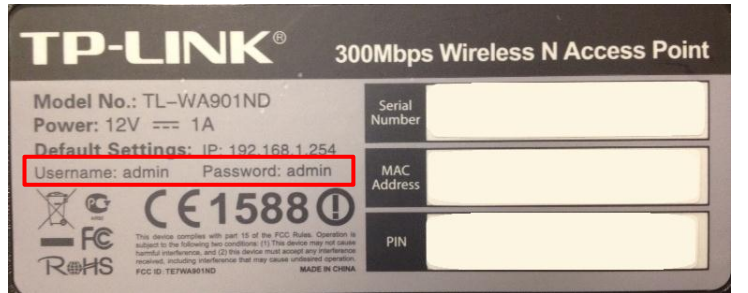 TP-LINK® 300Mbps Wireless N Access Point
Model No.: TL-WA901ND
Power: 12V ⎓ 1A
Default Settings: IP: 192.168.1.254
Username: admin Password: admin
Serial Number
MAC Address
PIN
CE1588
FC
RoHS
This device complies with part 15 of the FCC Rules. Operation is
subject to the following two conditions: (1) This device may not cause
harmful interference, and (2) this device must accept any interference
received, including interference that may cause undesired operation.
FCC ID: TE7WA901ND MADE IN CHINA